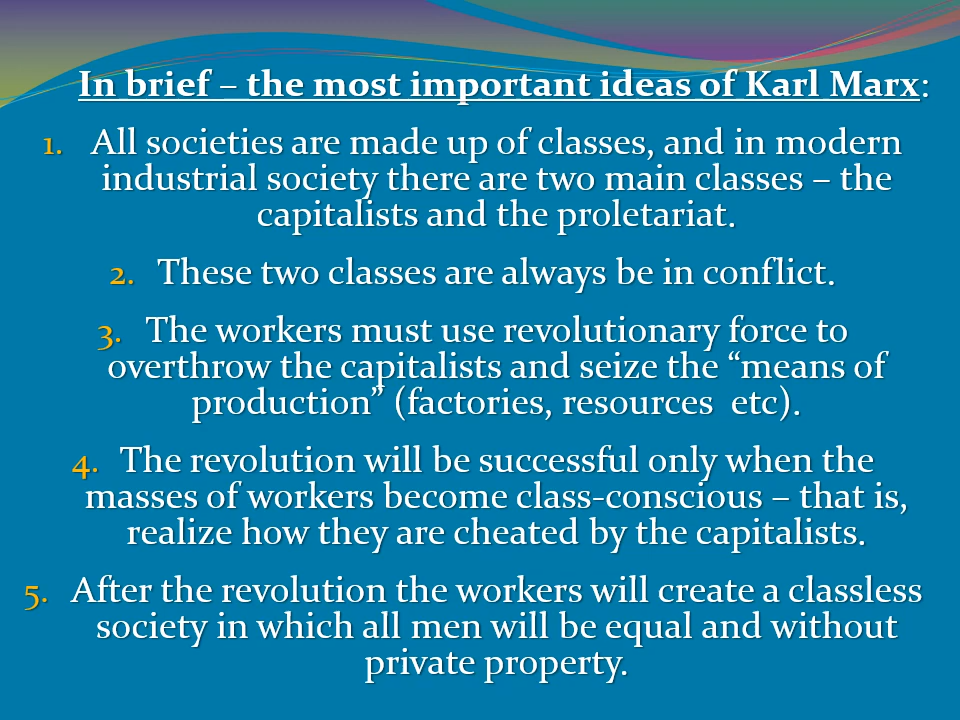 In brief – the most important ideas of Karl Marx:
1. All societies are made up of classes, and in modern
industrial society there are two main classes – the
capitalists and the proletariat.
2. These two classes are always be in conflict.
3. The workers must use revolutionary force to
overthrow the capitalists and seize the “means of
production” (factories, resources  etc).
4. The revolution will be successful only when the
masses of workers become class-conscious – that is,
realize how they are cheated by the capitalists.
5. After the revolution the workers will create a classless
society in which all men will be equal and without
private property.